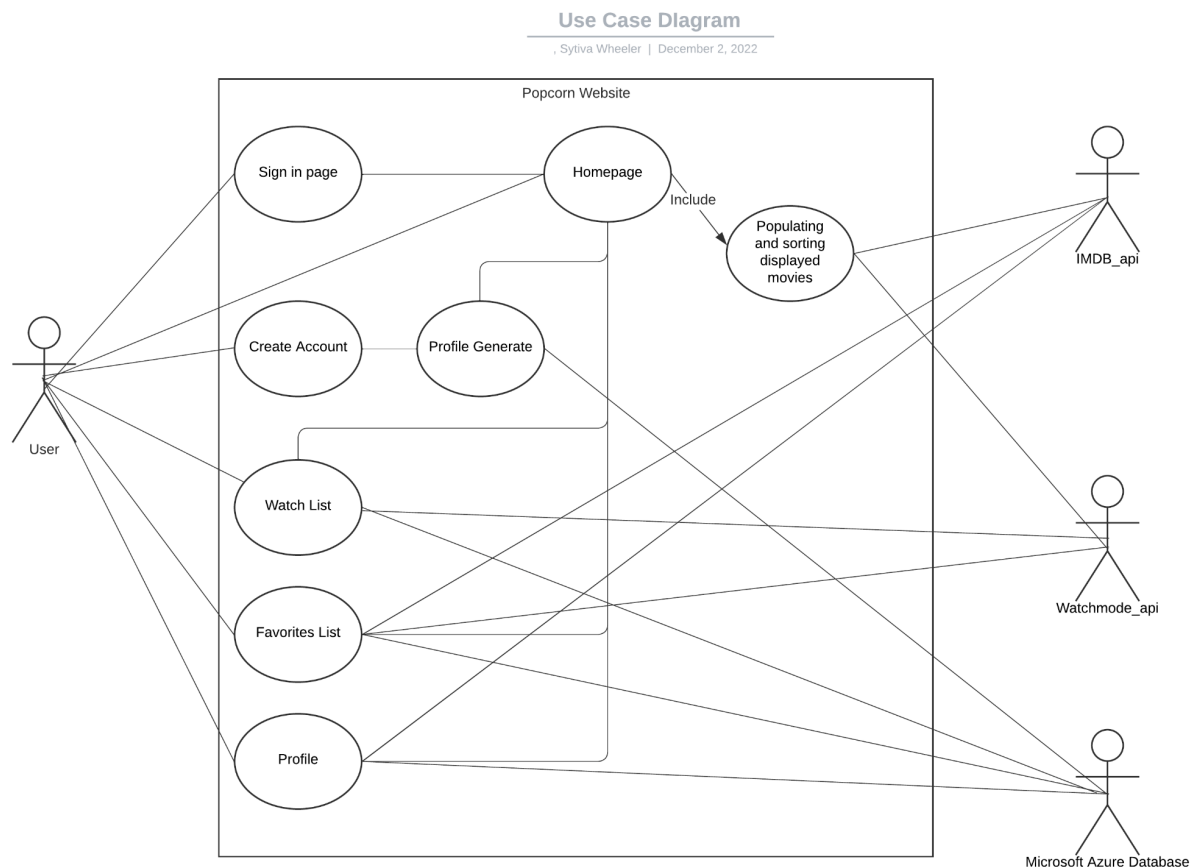 Use Case DIagram
, Sytiva Wheeler | December 2, 2022
Popcorn Website
Sign in page
Homepage
Include
Populating
and sorting
displayed
movies
IMDB_api
Create Account
Profile Generate
User
Watch List
Watchmode_api
Favorites List
Profile
Microsoft Azure Database